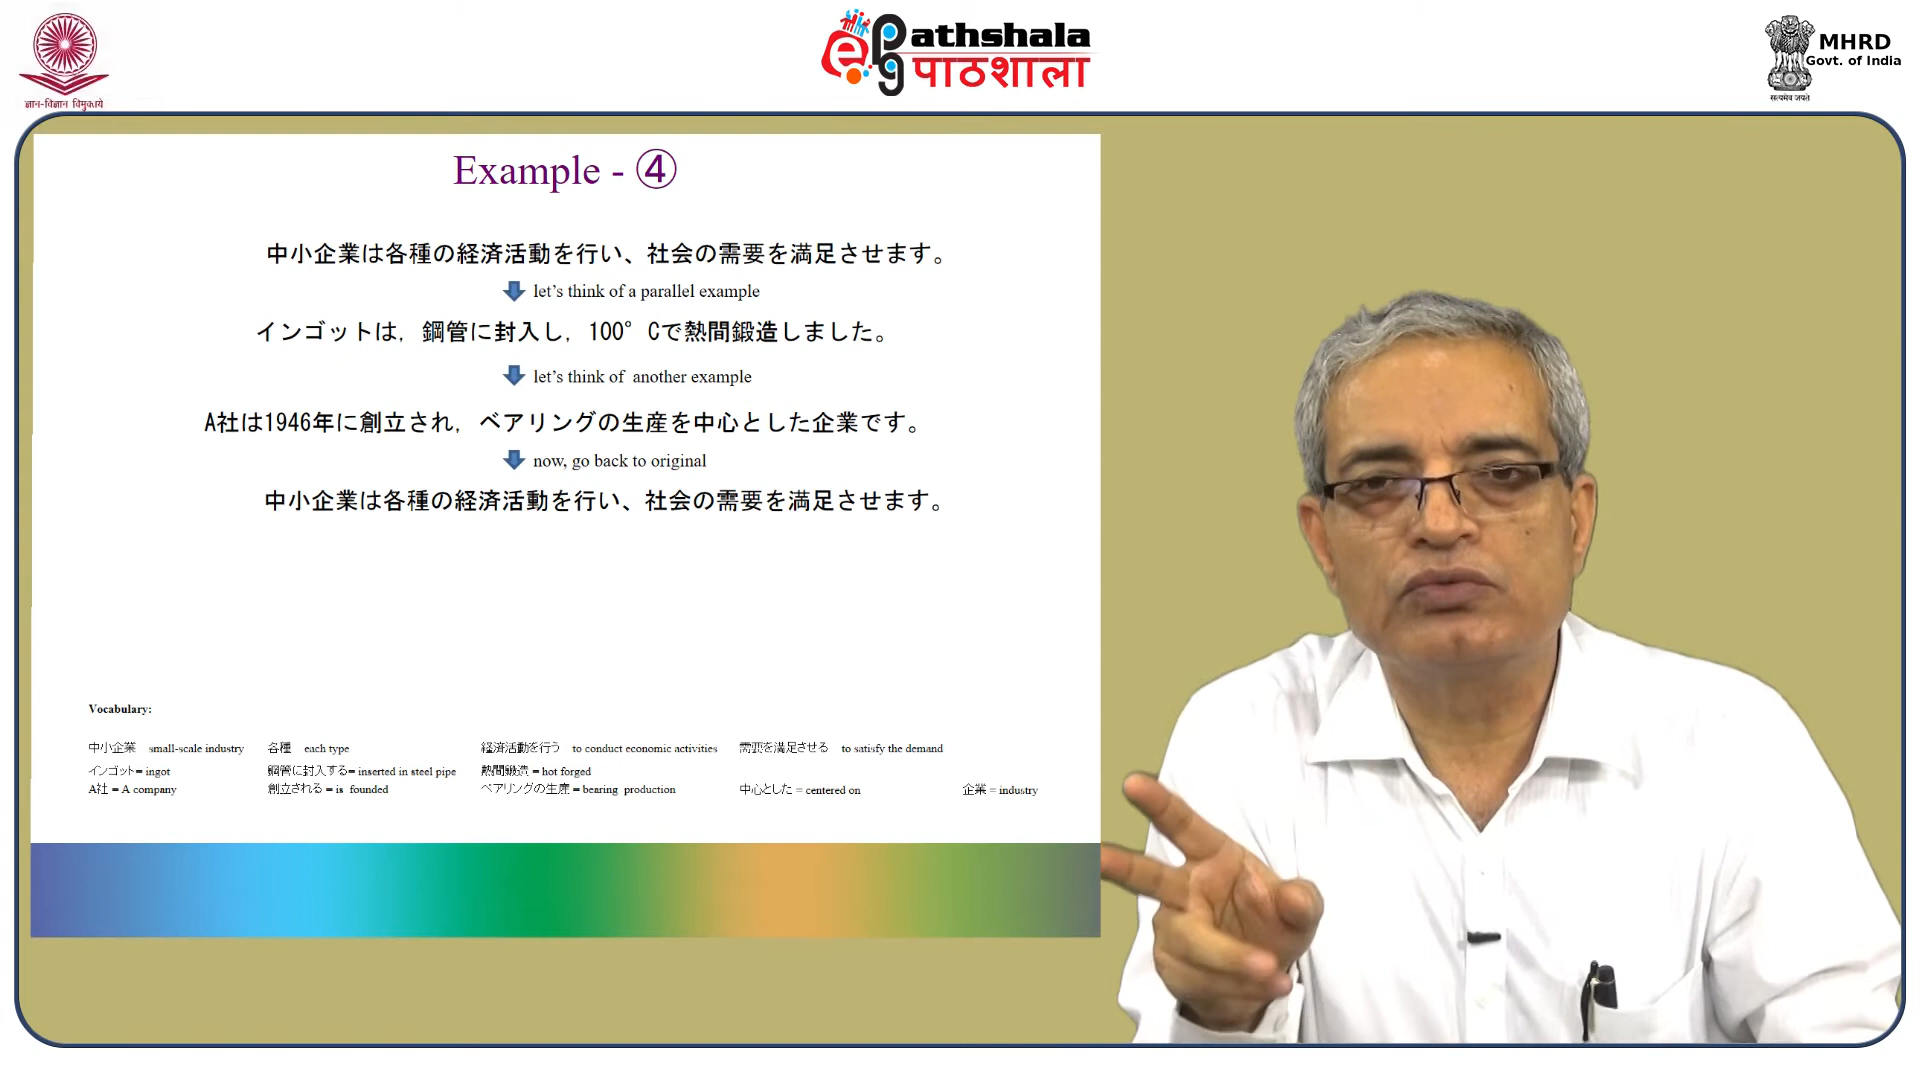 ज्ञान-विज्ञान विमुक्तये
ePathshala
पाठशाला
MHRD
Govt. of India
सत्यमेव जयते
Example - ④
中小企業は各種の経済活動を行い、社会の需要を満足させます。
let’s think of a parallel example
インゴットは, 鋼管に封入し, 100°Cで熱間鍛造しました。
let’s think of another example
A社は1946年に創立され, ベアリングの生産を中心とした企業です。
now, go back to original
中小企業は各種の経済活動を行い、社会の需要を満足させます。
Vocabulary:
中小企業 small-scale industry 各種 each type 経済活動を行う to conduct economic activities 需要を満足させる to satisfy the demand
インゴット= ingot 鋼管に封入する= inserted in steel pipe 熱間鍛造 = hot forged
A社 = A company 創立される = is founded ベアリングの生産 = bearing production 中心とした = centered on 企業 = industry